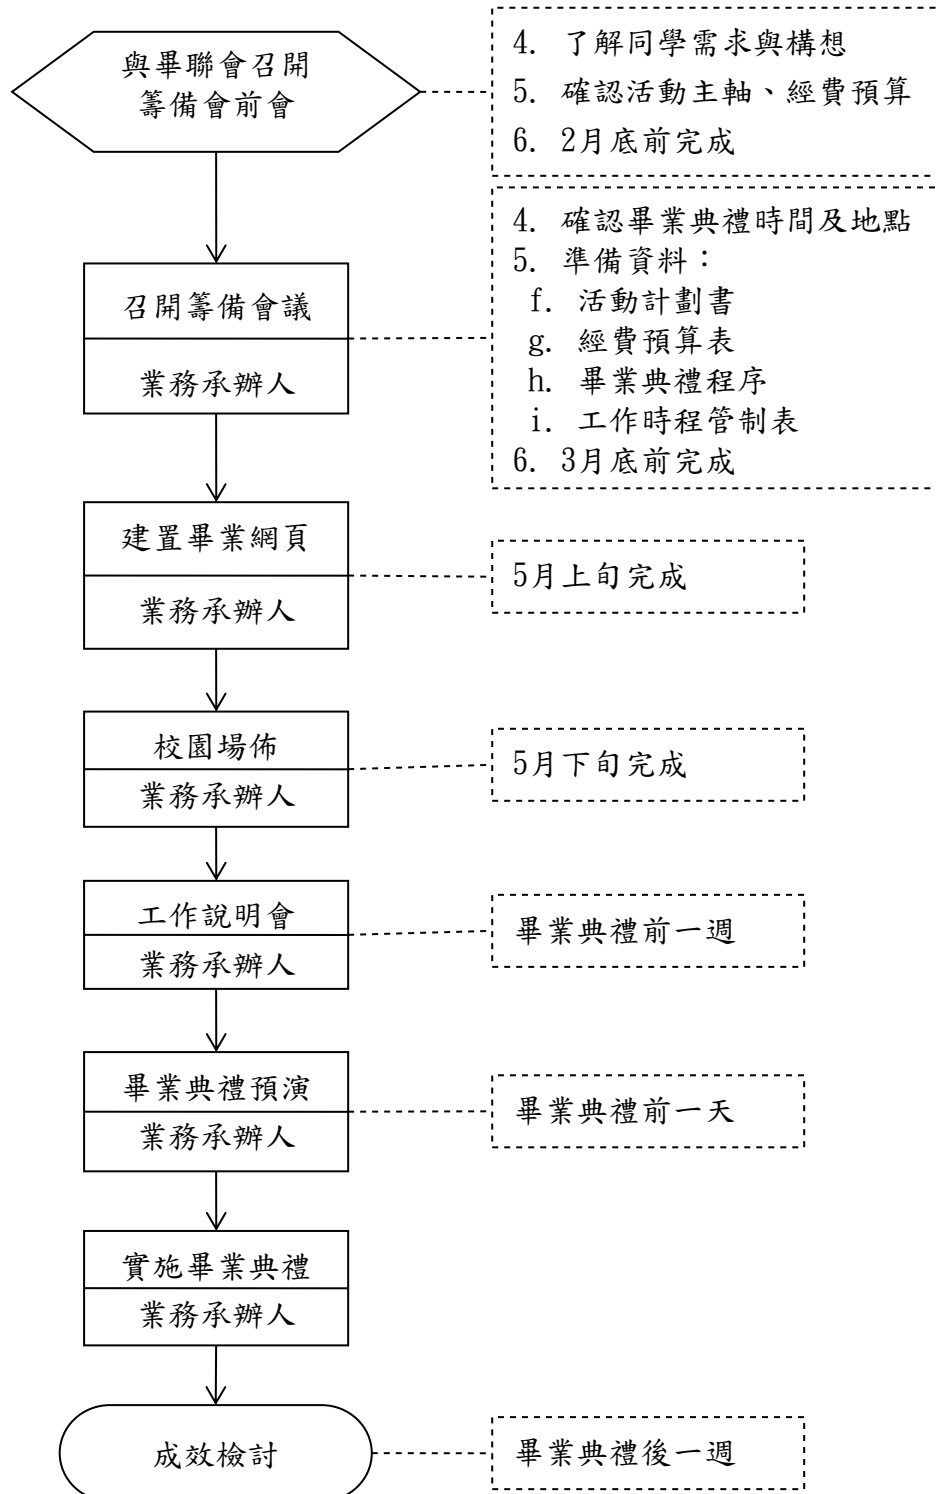 與畢聯會召開
籌備會前會
4. 了解同學需求與構想
5. 確認活動主軸、經費預算
6. 2月底前完成
召開籌備會議
業務承辦人
4. 確認畢業典禮時間及地點
5. 準備資料：
f. 活動計劃書
g. 經費預算表
h. 畢業典禮程序
i. 工作時程管制表
6. 3月底前完成
建置畢業網頁
業務承辦人
5月上旬完成
校園場佈
業務承辦人
5月下旬完成
工作說明會
業務承辦人
畢業典禮前一週
畢業典禮預演
業務承辦人
畢業典禮前一天
實施畢業典禮
業務承辦人
成效檢討
畢業典禮後一週